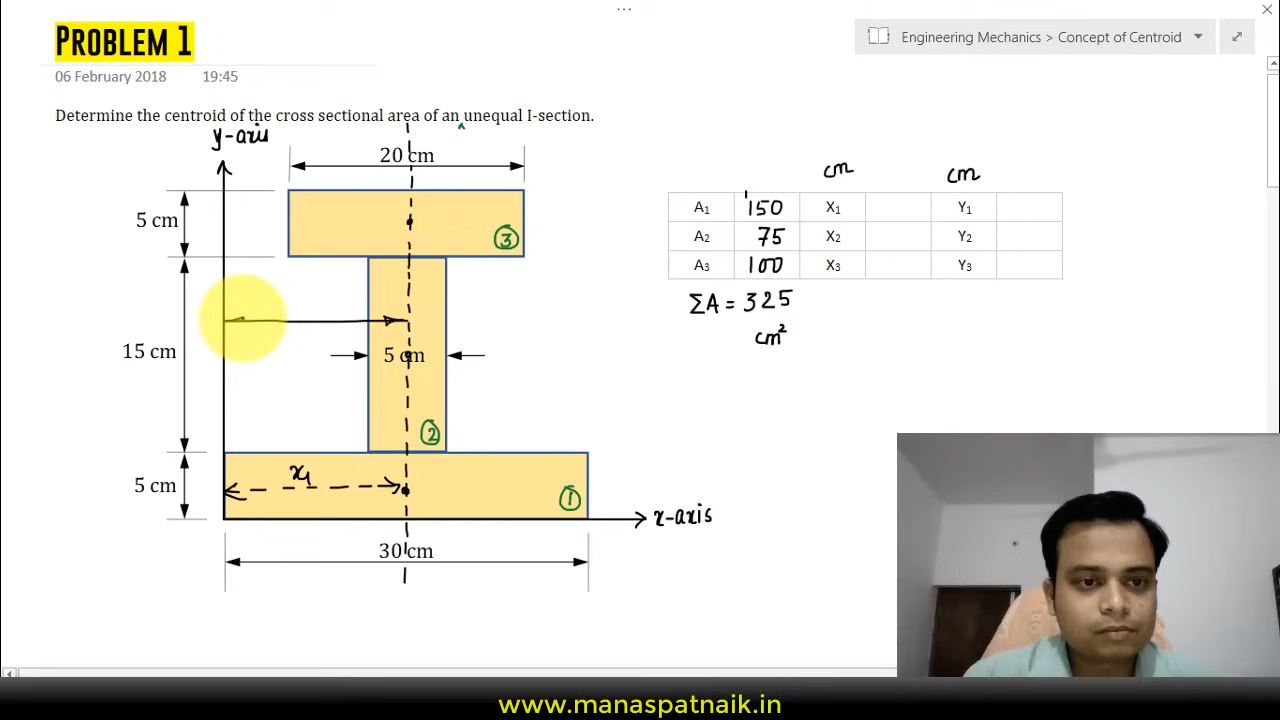 PROBLEM 1
Engineering Mechanics > Concept of Centroid
06 February 2018 19:45
Determine the centroid of the cross sectional area of an unequal I-section.
y-axis
20 cm
cm cm
5 cm
3
A1 150 X1 Y1
A2 75 X2 Y2
A3 100 X3 Y3
ΣA = 325
cm²
15 cm
5 cm
2
5 cm
x1
1
x-axis
30 cm
www.manaspatnaik.in